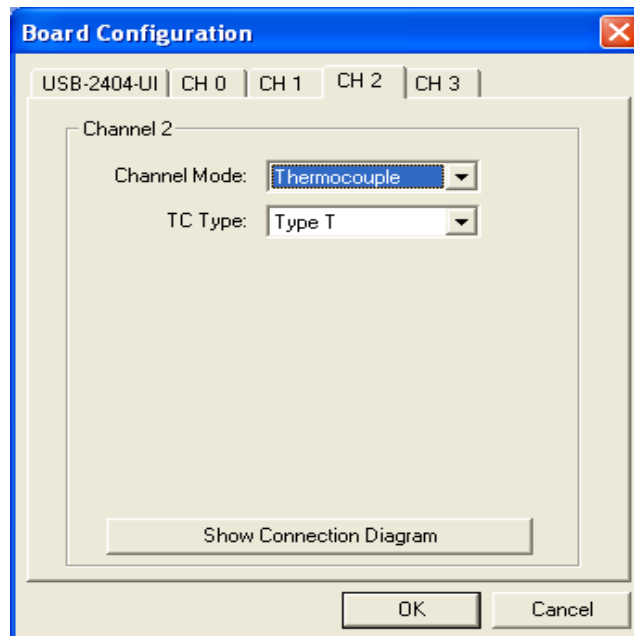 Board Configuration
USB-2404-UI CH 0 CH 1 CH 2 CH 3
Channel 2
Channel Mode: Thermocouple
TC Type: Type T
Show Connection Diagram
OK Cancel